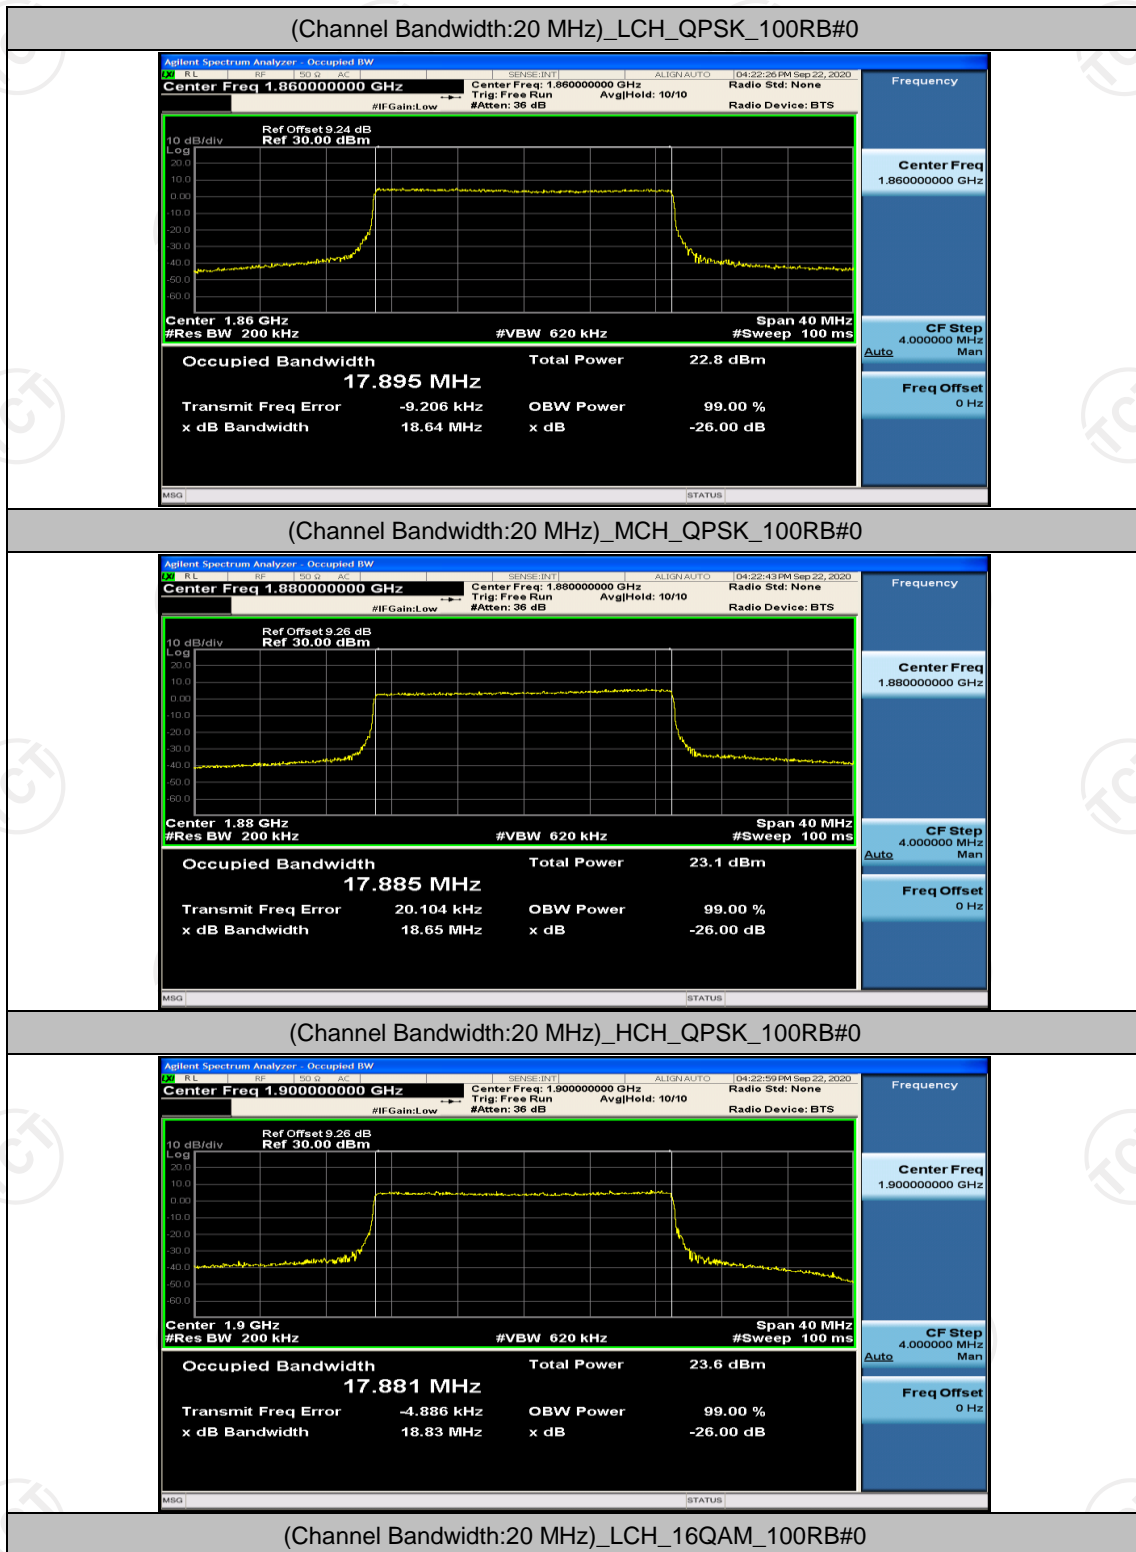 (Channel Bandwidth:20 MHz)_LCH_QPSK_100RB#0
Agilent Spectrum Analyzer - Occupied BW
LXI RL RF 50 Ω AC SENSE:INT ALIGN AUTO 04:22:26 PM Sep 22, 2020
Center Freq 1.860000000 GHz
Center Freq: 1.860000000 GHz
Radio Std: None
Trig: Free Run Avg|Hold: 10/10
#IFGain:Low #Atten: 36 dB Radio Device: BTS
Ref Offset 9.24 dB
10 dB/div Ref 30.00 dBm
Log
20.0
10.0
0.00
-10.0
-20.0
-30.0
-40.0
-50.0
-60.0
Center 1.86 GHz Span 40 MHz
#Res BW 200 kHz #VBW 620 kHz #Sweep 100 ms
Occupied Bandwidth Total Power 22.8 dBm
17.895 MHz
Transmit Freq Error -9.206 kHz OBW Power 99.00 %
x dB Bandwidth 18.64 MHz x dB -26.00 dB
MSG STATUS
Frequency
Center Freq
1.860000000 GHz
CF Step
4.000000 MHz
Auto Man
Freq Offset
0 Hz
(Channel Bandwidth:20 MHz)_MCH_QPSK_100RB#0
Agilent Spectrum Analyzer - Occupied BW
LXI RL RF 50 Ω AC SENSE:INT ALIGN AUTO 04:22:43 PM Sep 22, 2020
Center Freq 1.880000000 GHz
Center Freq: 1.880000000 GHz
Radio Std: None
Trig: Free Run Avg|Hold: 10/10
#IFGain:Low #Atten: 36 dB Radio Device: BTS
Ref Offset 9.26 dB
10 dB/div Ref 30.00 dBm
Log
20.0
10.0
0.00
-10.0
-20.0
-30.0
-40.0
-50.0
-60.0
Center 1.88 GHz Span 40 MHz
#Res BW 200 kHz #VBW 620 kHz #Sweep 100 ms
Occupied Bandwidth Total Power 23.1 dBm
17.885 MHz
Transmit Freq Error 20.104 kHz OBW Power 99.00 %
x dB Bandwidth 18.65 MHz x dB -26.00 dB
MSG STATUS
Frequency
Center Freq
1.880000000 GHz
CF Step
4.000000 MHz
Auto Man
Freq Offset
0 Hz
(Channel Bandwidth:20 MHz)_HCH_QPSK_100RB#0
Agilent Spectrum Analyzer - Occupied BW
LXI RL RF 50 Ω AC SENSE:INT ALIGN AUTO 04:22:59 PM Sep 22, 2020
Center Freq 1.900000000 GHz
Center Freq: 1.900000000 GHz
Radio Std: None
Trig: Free Run Avg|Hold: 10/10
#IFGain:Low #Atten: 36 dB Radio Device: BTS
Ref Offset 9.26 dB
10 dB/div Ref 30.00 dBm
Log
20.0
10.0
0.00
-10.0
-20.0
-30.0
-40.0
-50.0
-60.0
Center 1.9 GHz Span 40 MHz
#Res BW 200 kHz #VBW 620 kHz #Sweep 100 ms
Occupied Bandwidth Total Power 23.6 dBm
17.881 MHz
Transmit Freq Error -4.886 kHz OBW Power 99.00 %
x dB Bandwidth 18.83 MHz x dB -26.00 dB
MSG STATUS
Frequency
Center Freq
1.900000000 GHz
CF Step
4.000000 MHz
Auto Man
Freq Offset
0 Hz
(Channel Bandwidth:20 MHz)_LCH_16QAM_100RB#0